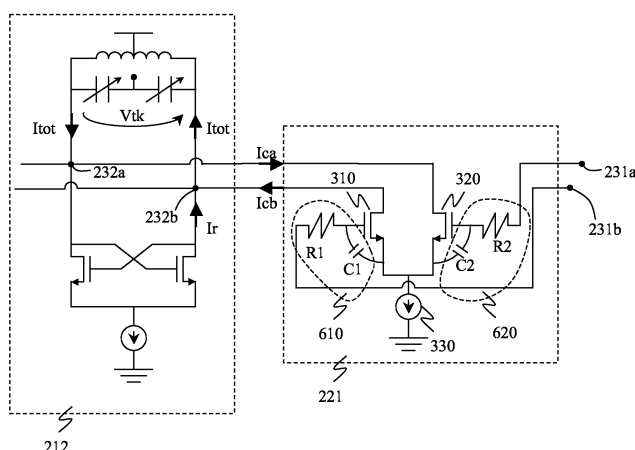 Itot
Vtk
Itot
232a
Ica
231a
310
320
232b
Icb
231b
Ir
R1
R2
C1
C2
610
330
620
221
212